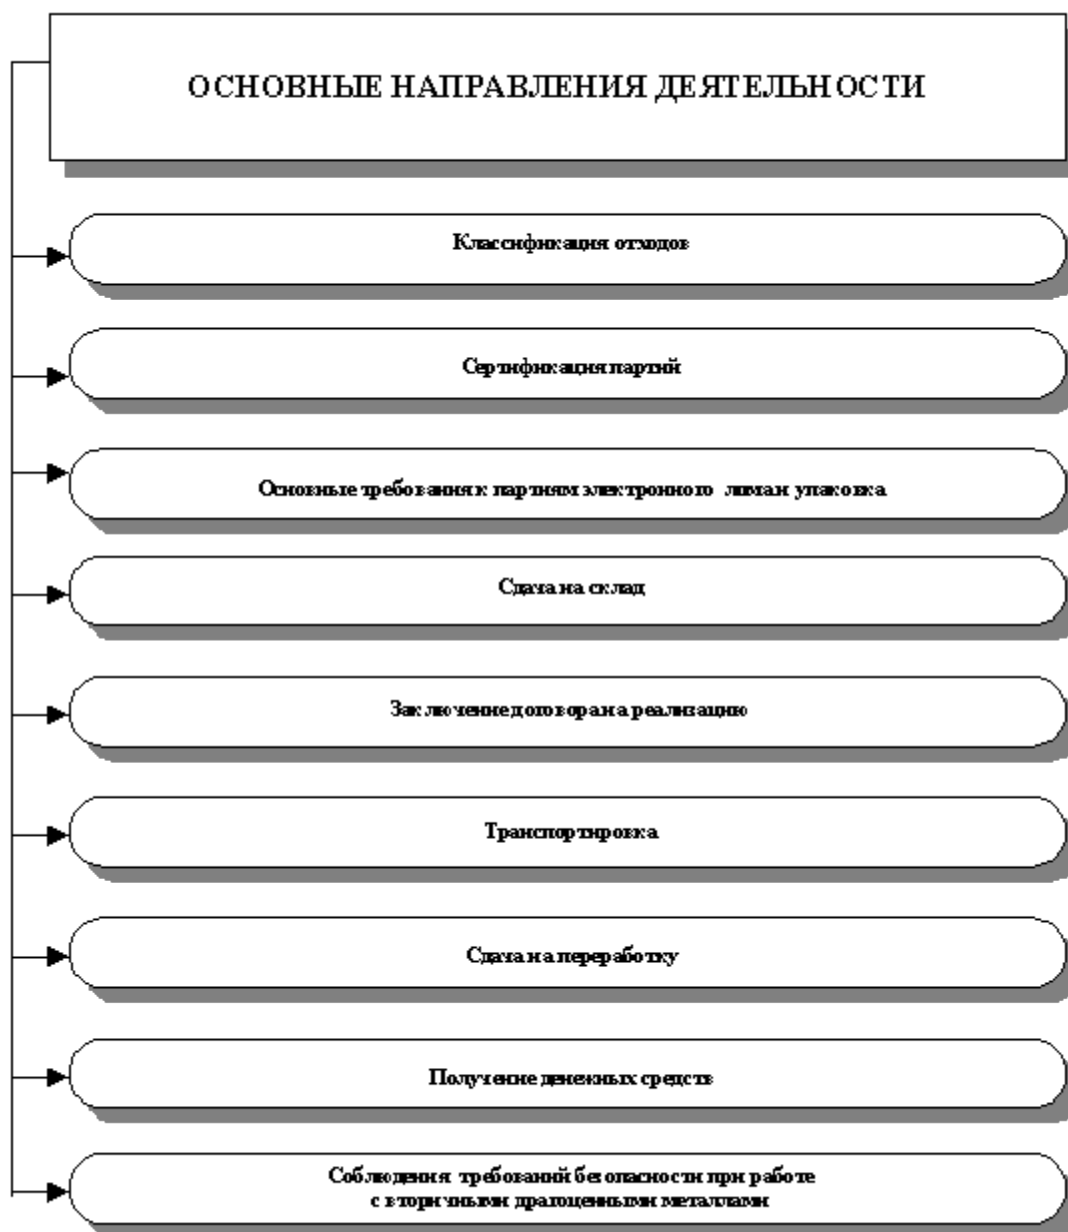 ОСНОВНЫЕ НАПРАВЛЕНИЯ ДЕЯТЕЛЬНОСТИ
Классификация отходов
Сертификация партий
Основные требования к партиям электронного лома и упаковка
Сдача на склад
Заключение договора на реализацию
Транспортировка
Сдача на переработку
Получение денежных средств
Соблюдения требований безопасности при работе
с вторичными драгоценными металлами